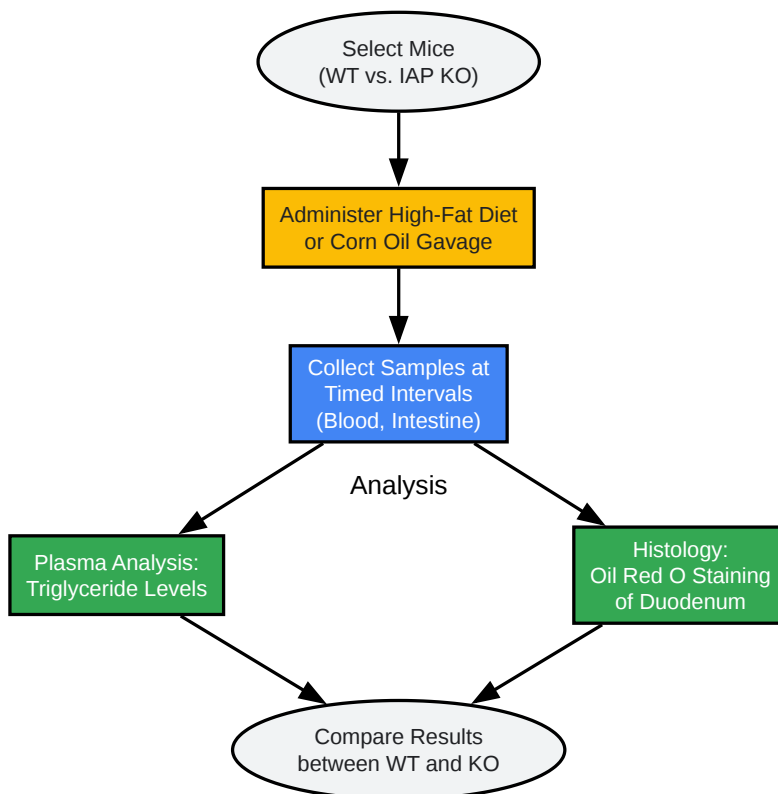 Select Mice
(WT vs. IAP KO)
Administer High-Fat Diet
or Corn Oil Gavage
Collect Samples at
Timed Intervals
(Blood, Intestine)
Analysis
Plasma Analysis:
Triglyceride Levels
Histology:
Oil Red O Staining
of Duodenum
Compare Results
between WT and KO